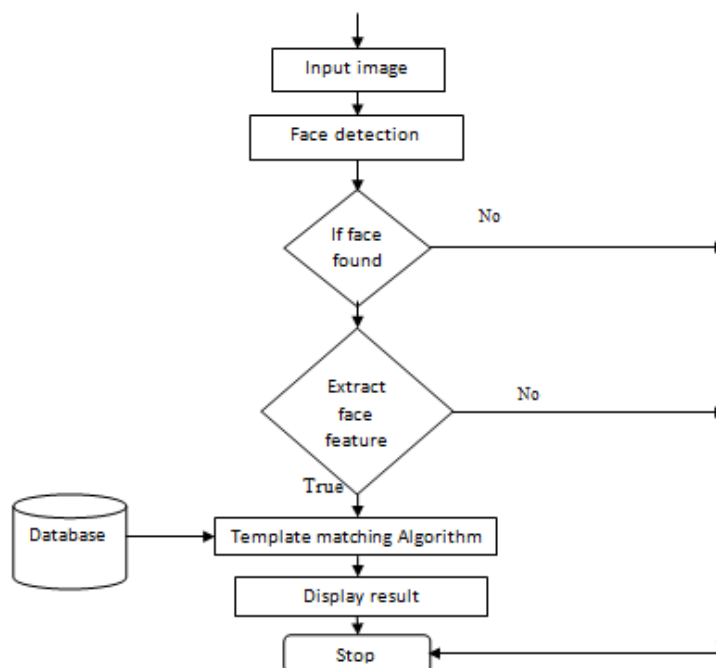 Input image
Face detection
No
If face
found
Extract
face
feature
No
True
Database
Template matching Algorithm
Display result
Stop